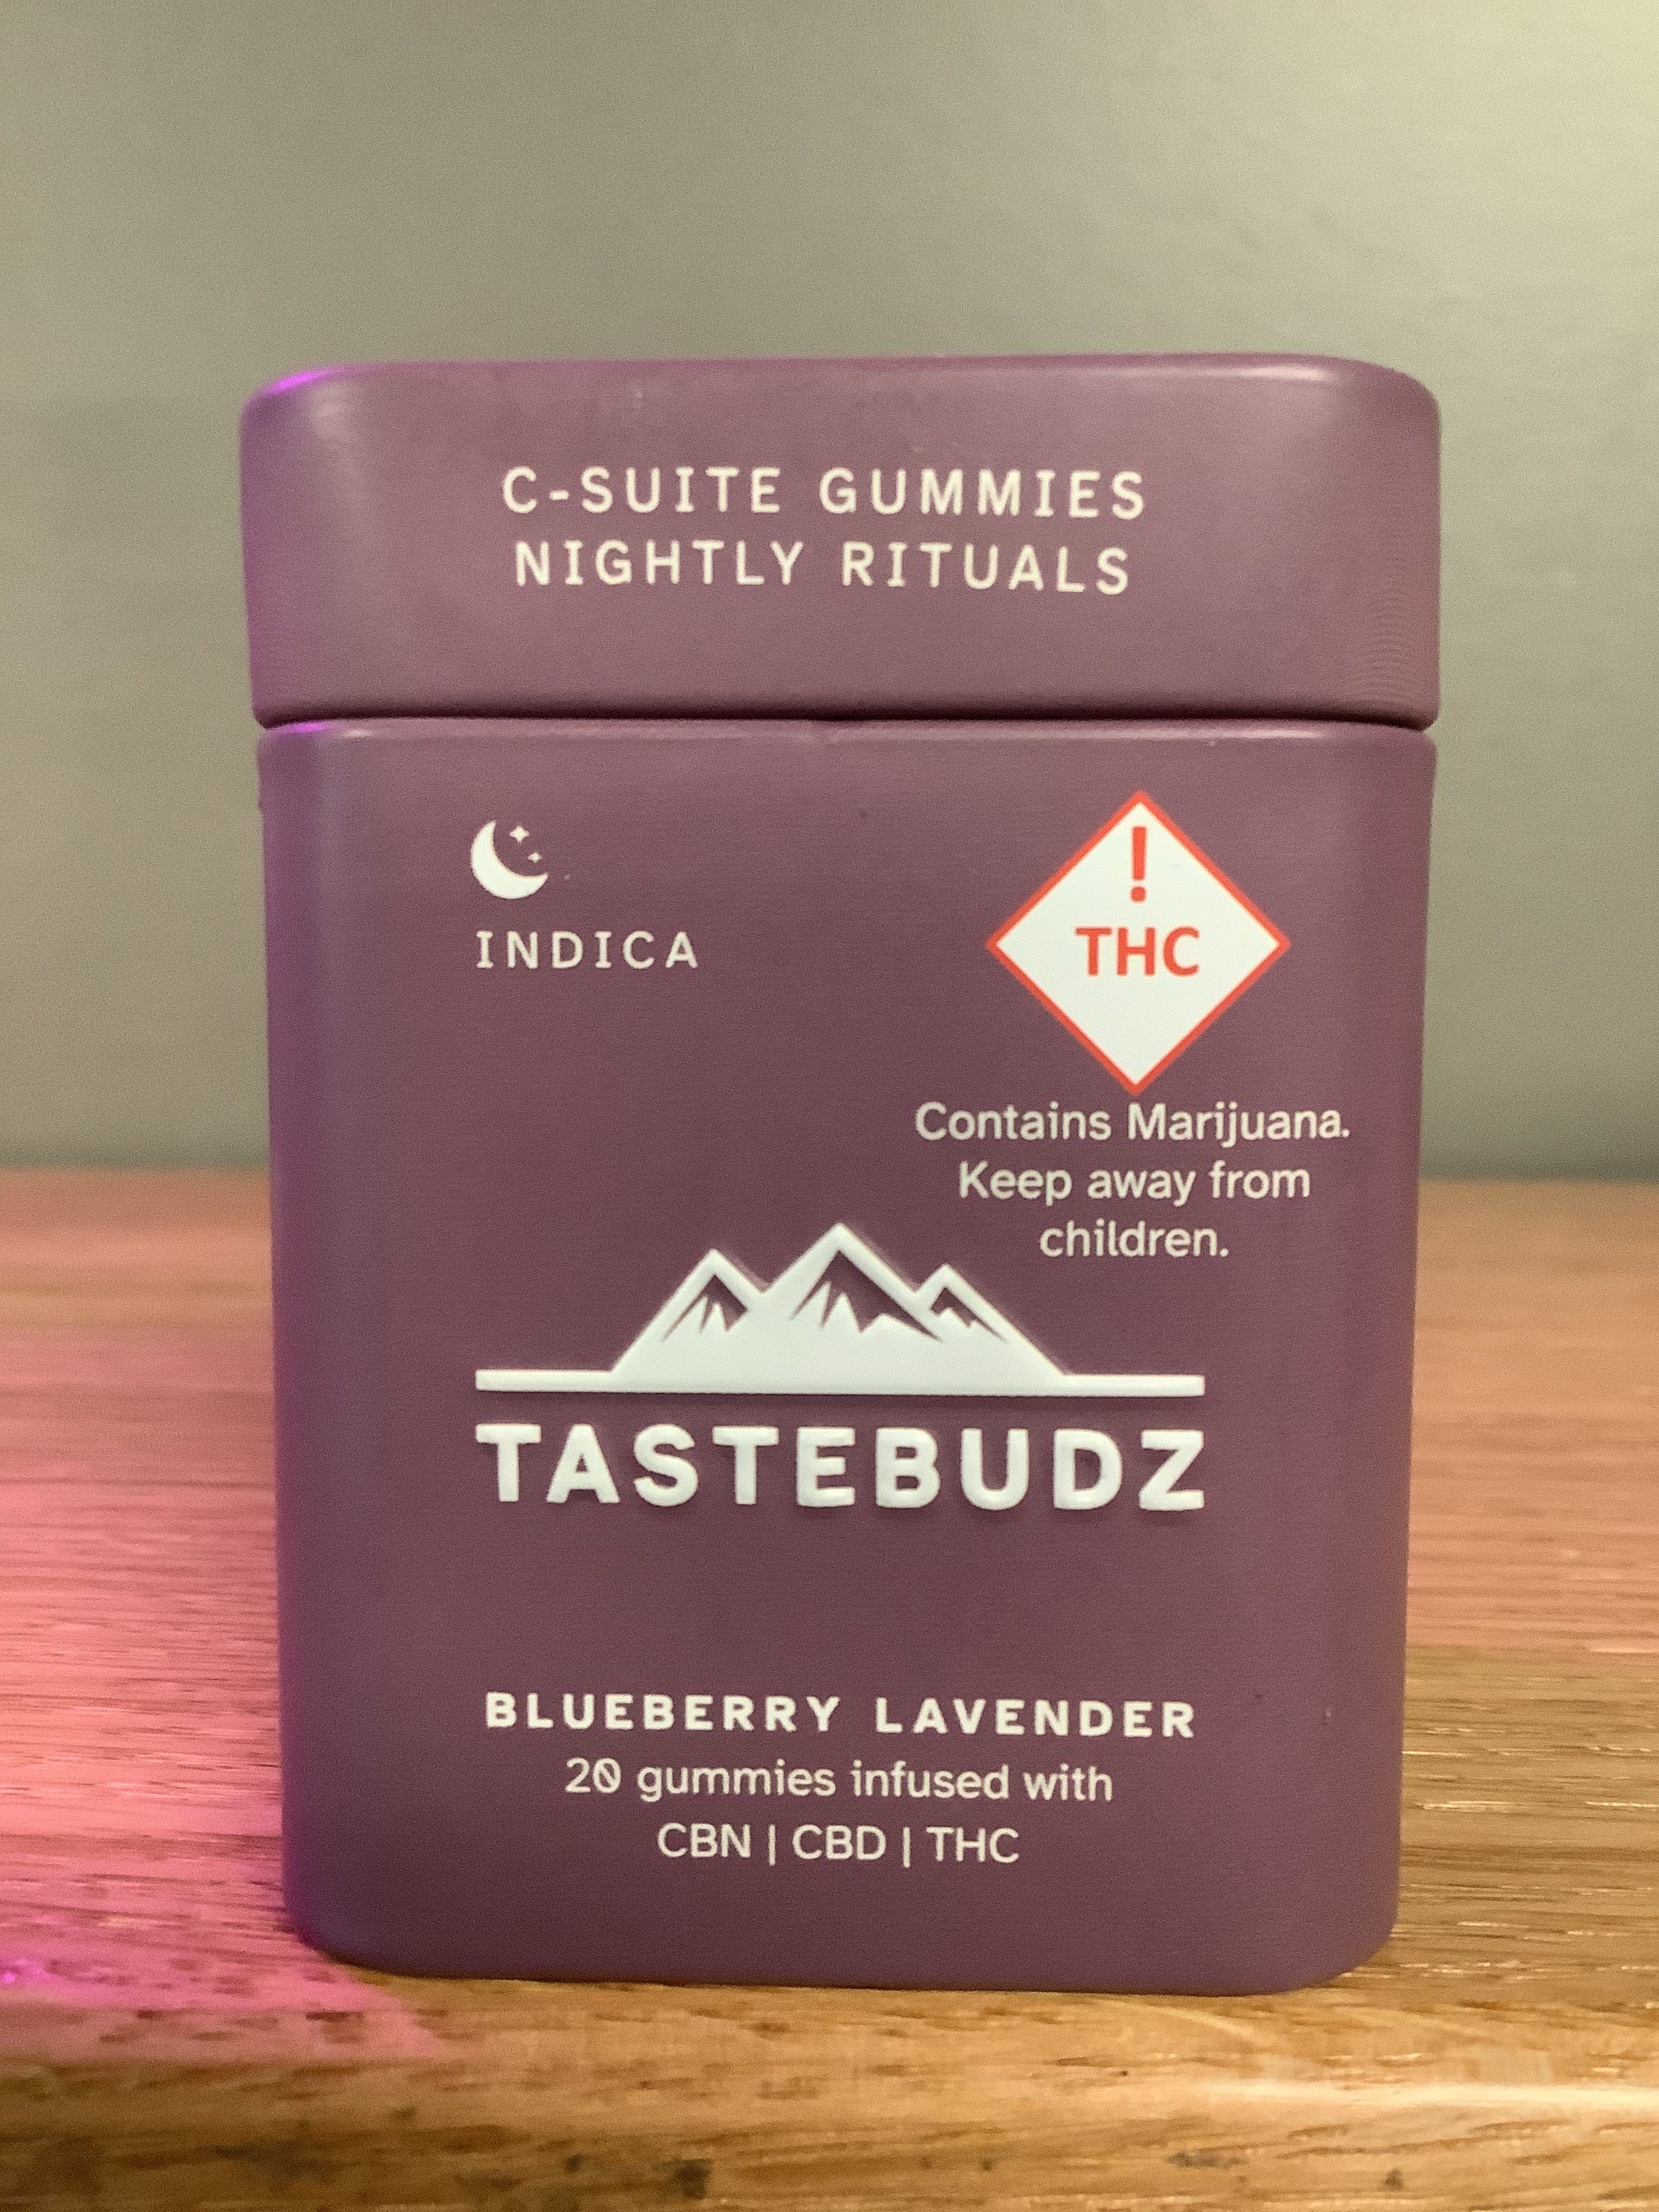 C-SUITE GUMMIES
NIGHTLY RITUALS
INDICA
!
THC
Contains Marijuana.
Keep away from
children.
TASTEBUDZ
BLUEBERRY LAVENDER
20 gummies infused with
CBN | CBD | THC